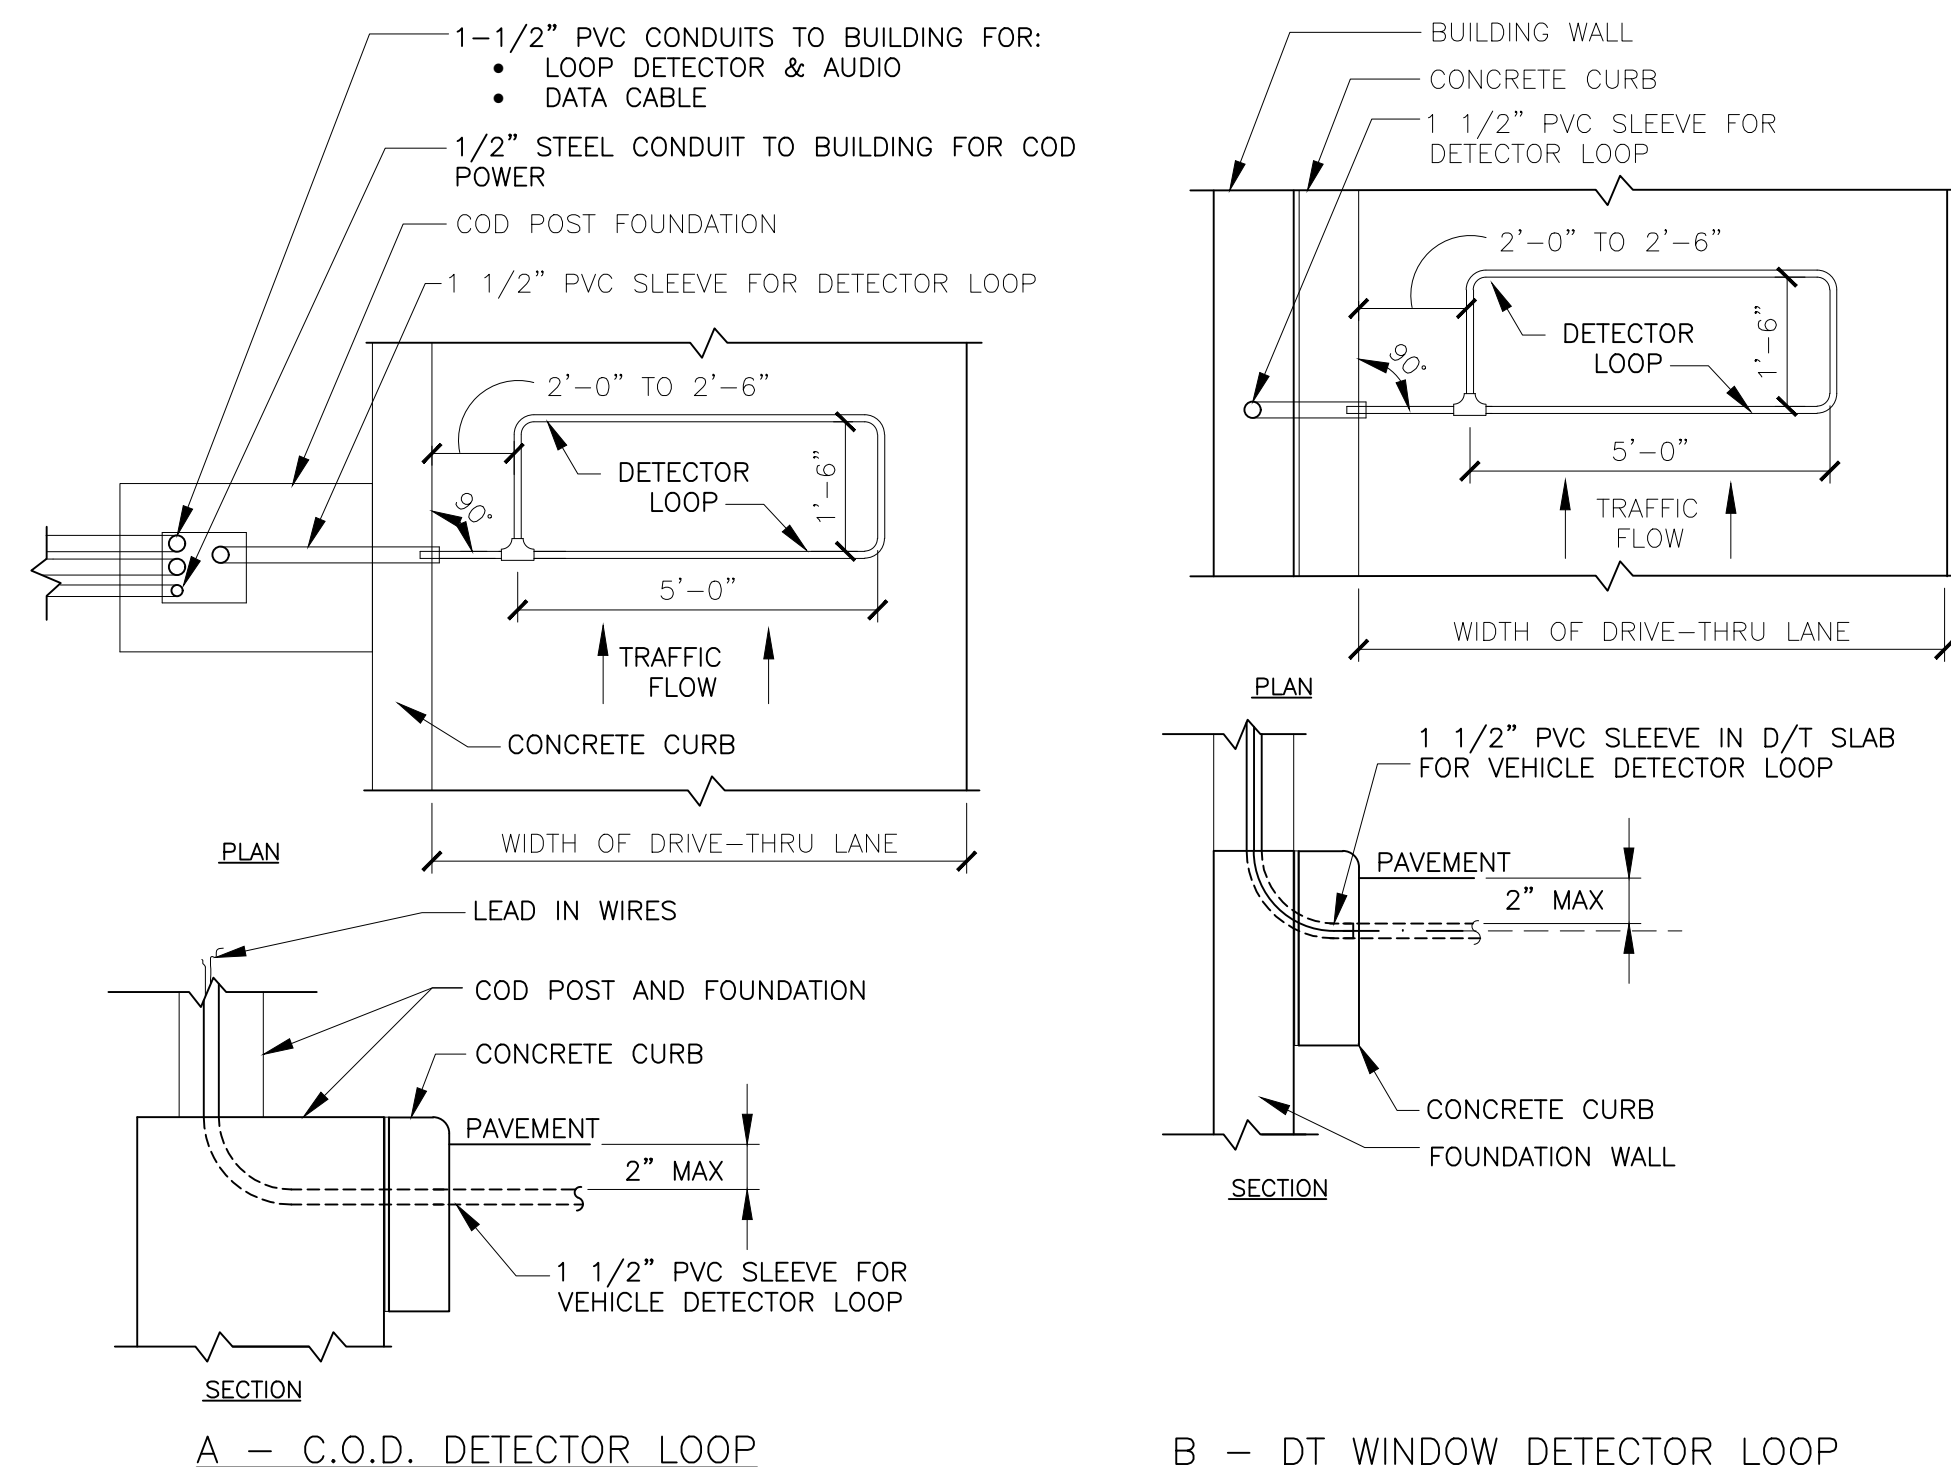 1-1/2" PVC CONDUITS TO BUILDING FOR:
• LOOP DETECTOR & AUDIO
• DATA CABLE
1/2" STEEL CONDUIT TO BUILDING FOR COD
POWER
COD POST FOUNDATION
1 1/2" PVC SLEEVE FOR DETECTOR LOOP
2'-0" TO 2'-6"
DETECTOR
LOOP
1'-6"
90°
5'-0"
TRAFFIC
FLOW
CONCRETE CURB
WIDTH OF DRIVE-THRU LANE
PLAN
LEAD IN WIRES
COD POST AND FOUNDATION
CONCRETE CURB
PAVEMENT
2" MAX
1 1/2" PVC SLEEVE FOR
VEHICLE DETECTOR LOOP
SECTION
A - C.O.D. DETECTOR LOOP
BUILDING WALL
CONCRETE CURB
1 1/2" PVC SLEEVE FOR
DETECTOR LOOP
2'-0" TO 2'-6"
DETECTOR
LOOP
1'-6"
90°
5'-0"
TRAFFIC
FLOW
WIDTH OF DRIVE-THRU LANE
PLAN
1 1/2" PVC SLEEVE IN D/T SLAB
FOR VEHICLE DETECTOR LOOP
PAVEMENT
2" MAX
CONCRETE CURB
FOUNDATION WALL
SECTION
B - DT WINDOW DETECTOR LOOP